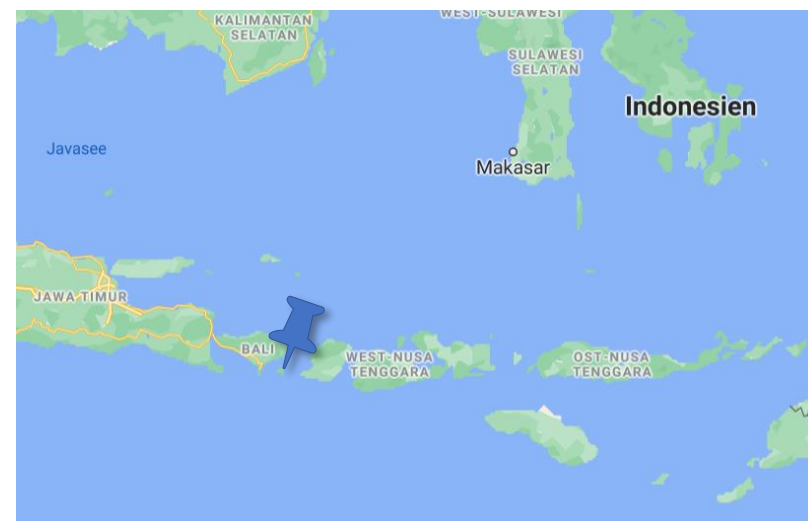 KALIMANTAN
SELATAN
WEST-SULAWESI
SULAWESI
SELATAN
Indonesien
Javasee
Makasar
JAWA TIMUR
BALI
WEST-NUSA
TENGGARA
OST-NUSA
TENGGARA